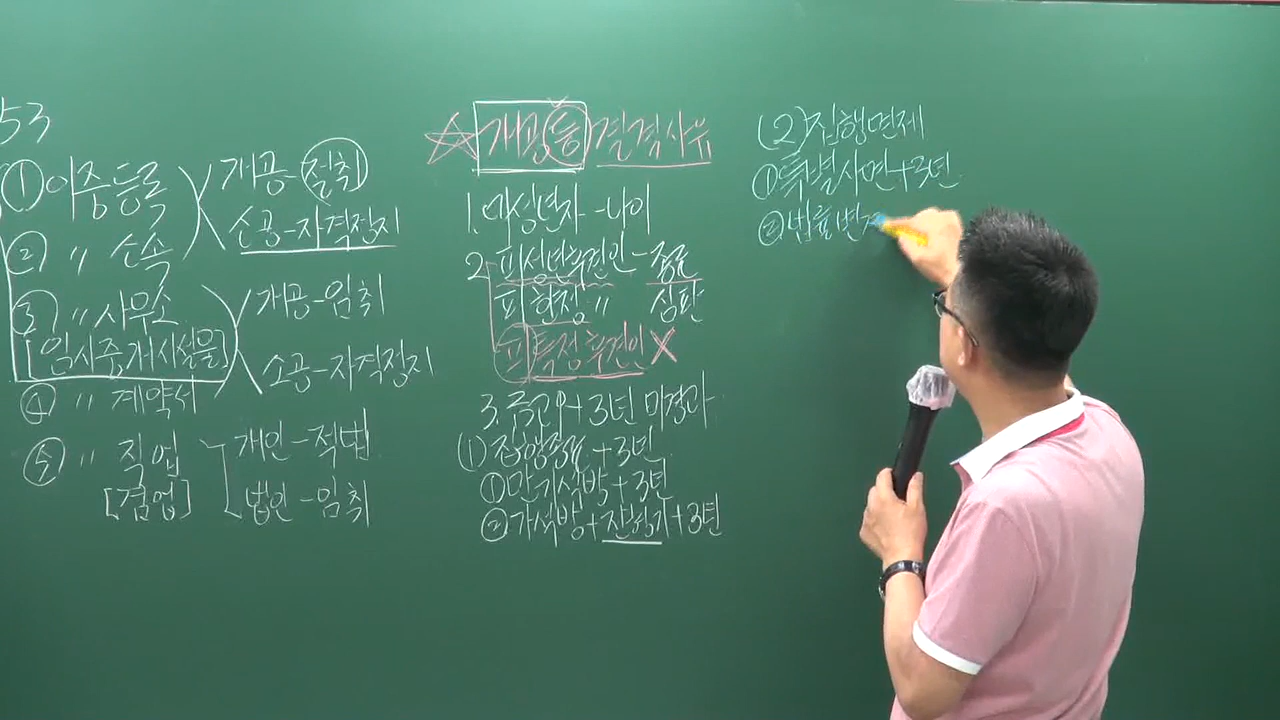 53
① 이중등록
② 〃 소속
③ 〃 사무소
[임시중개시설물]
④ 〃 계약서
⑤ 〃 직업
[겸업]
개공-절취
소공-자격정지
개공-임취
소공-자격정지
개인-적법
법인-임취
☆ 개공(등) 결격사유
1. 미성년자-나이
2. 피성년후견인-종료
피한정 〃 심판
피특정후견인 X
3. 금고↑+3년 미경과
(1) 집행종료+3년
① 만기석방+3년
② 가석방+잔형기+3년
(2) 집행면제
① 특별사면+3년
② 법률변